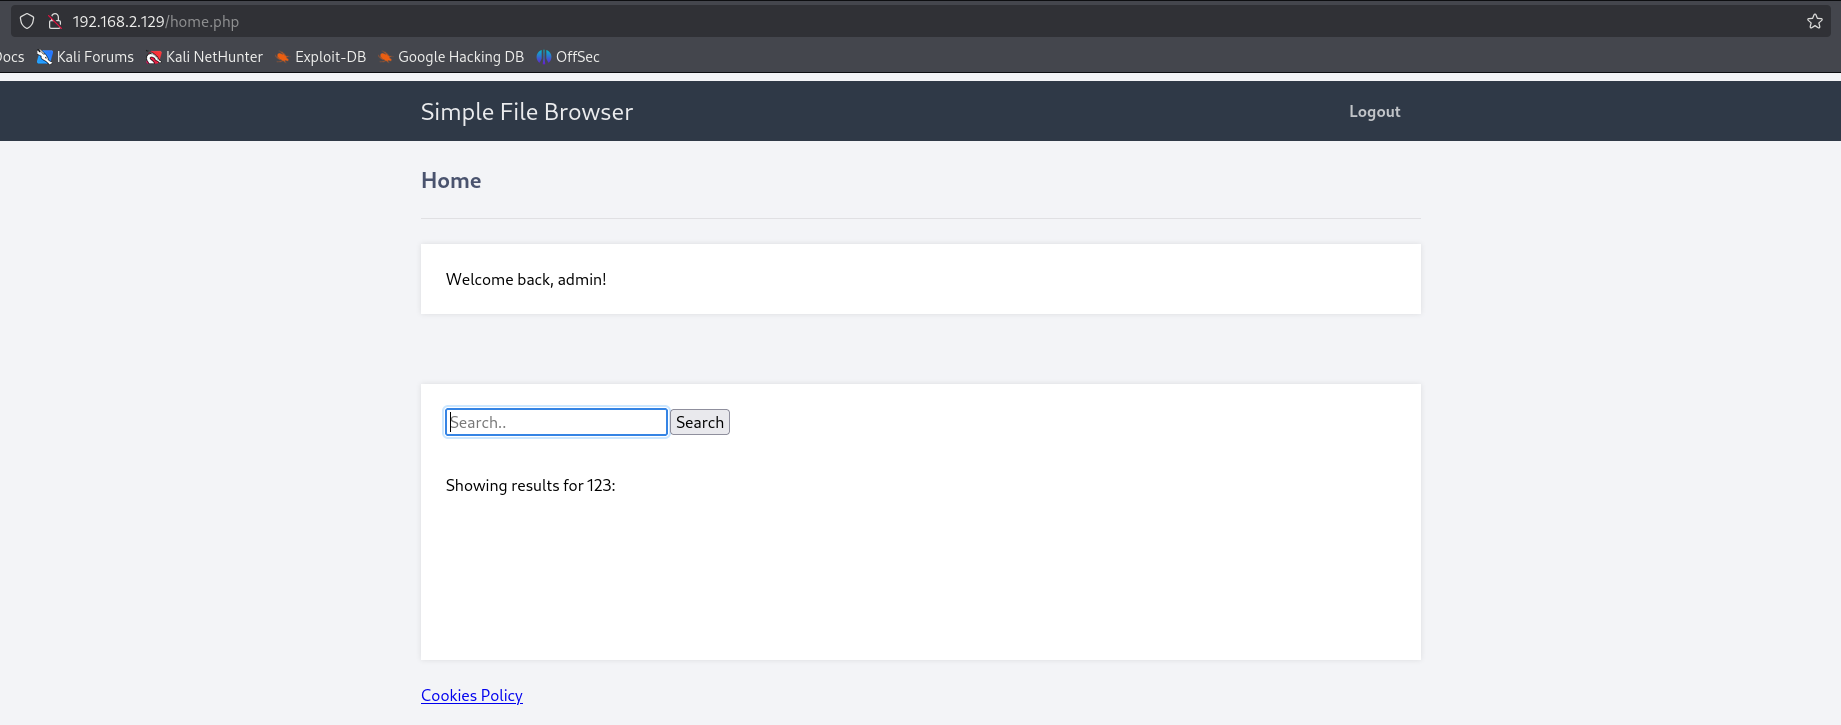 192.168.2.129/home.php
Docs Kali Forums Kali NetHunter Exploit-DB Google Hacking DB OffSec
Simple File Browser Logout
Home
Welcome back, admin!
Search.. Search
Showing results for 123:
Cookies Policy